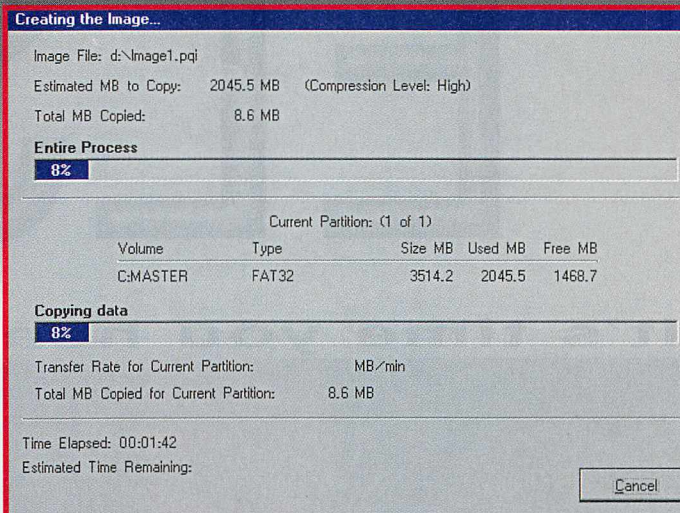 Creating the Image...
Image File: d:\Image1.pqi
Estimated MB to Copy: 2045.5 MB (Compression Level: High)
Total MB Copied: 8.6 MB
Entire Process
8%
Current Partition: (1 of 1)
Volume Type Size MB Used MB Free MB
C:MASTER FAT32 3514.2 2045.5 1468.7
Copying data
8%
Transfer Rate for Current Partition: MB/min
Total MB Copied for Current Partition: 8.6 MB
Time Elapsed: 00:01:42
Estimated Time Remaining:
Cancel